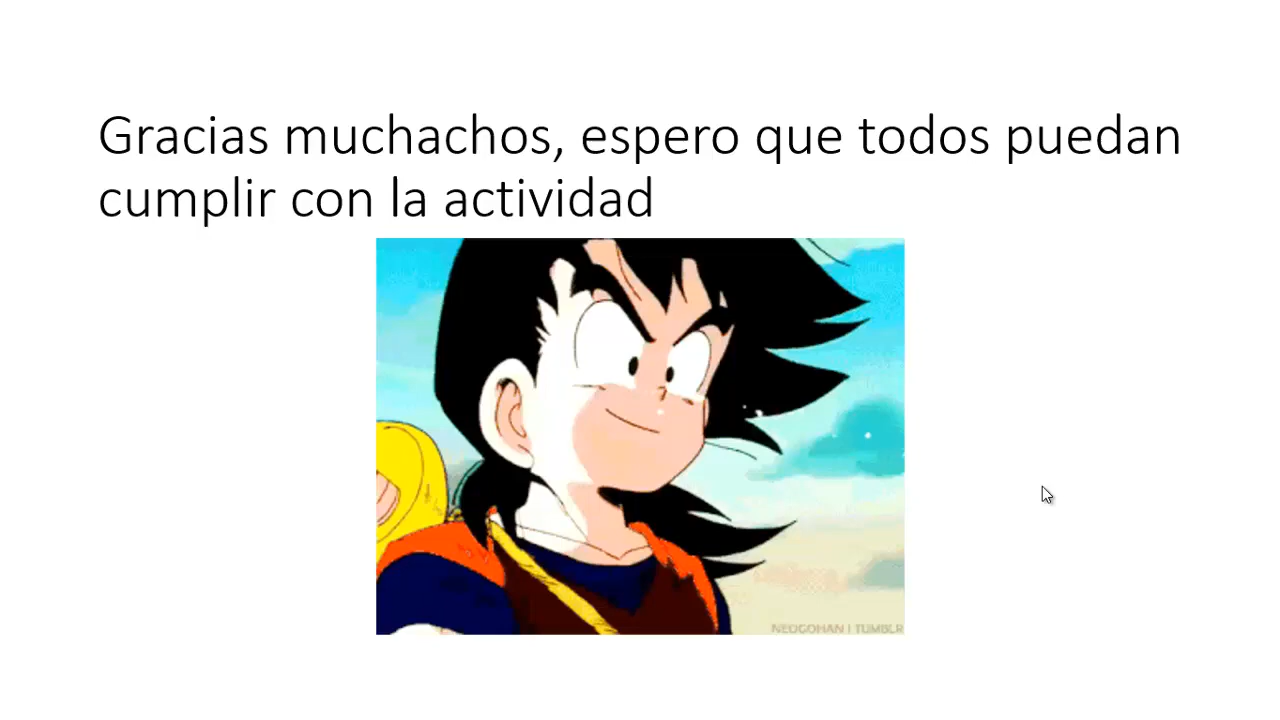 Gracias muchachos, espero que todos puedan
cumplir con la actividad
NEOGOHAN | TUMBLR